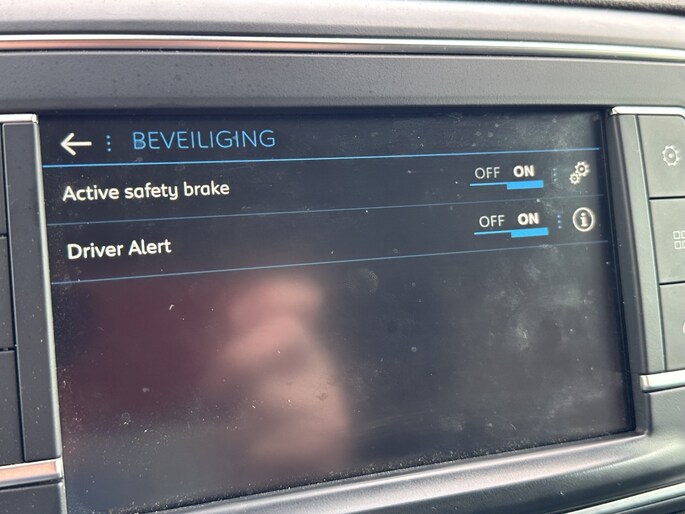 BEVEILIGING
Active safety brake OFF ON
Driver Alert OFF ON